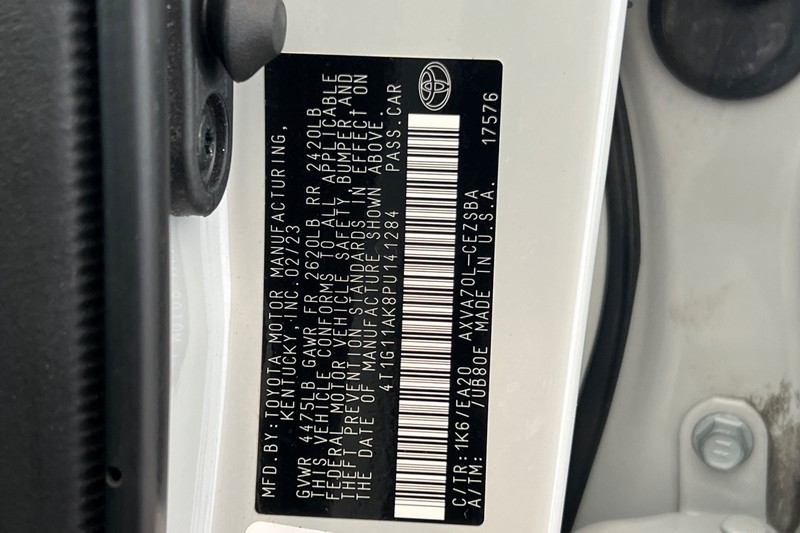 MFD. BY: TOYOTA MOTOR MANUFACTURING,
KENTUCKY, INC. 02/23
GVWR 4475LB GAWR FR 2620LB RR 2420LB
THIS VEHICLE CONFORMS TO ALL APPLICABLE
FEDERAL MOTOR VEHICLE SAFETY, BUMPER AND
THEFT PREVENTION STANDARDS IN EFFECT ON
THE DATE OF MANUFACTURE SHOWN ABOVE.
4T1G11AK8PU141284 PASS. CAR
C/TR: 1K6/EA20 AXVA70L-CEZSBA
A/TM: /UB80E MADE IN U.S.A. 17576